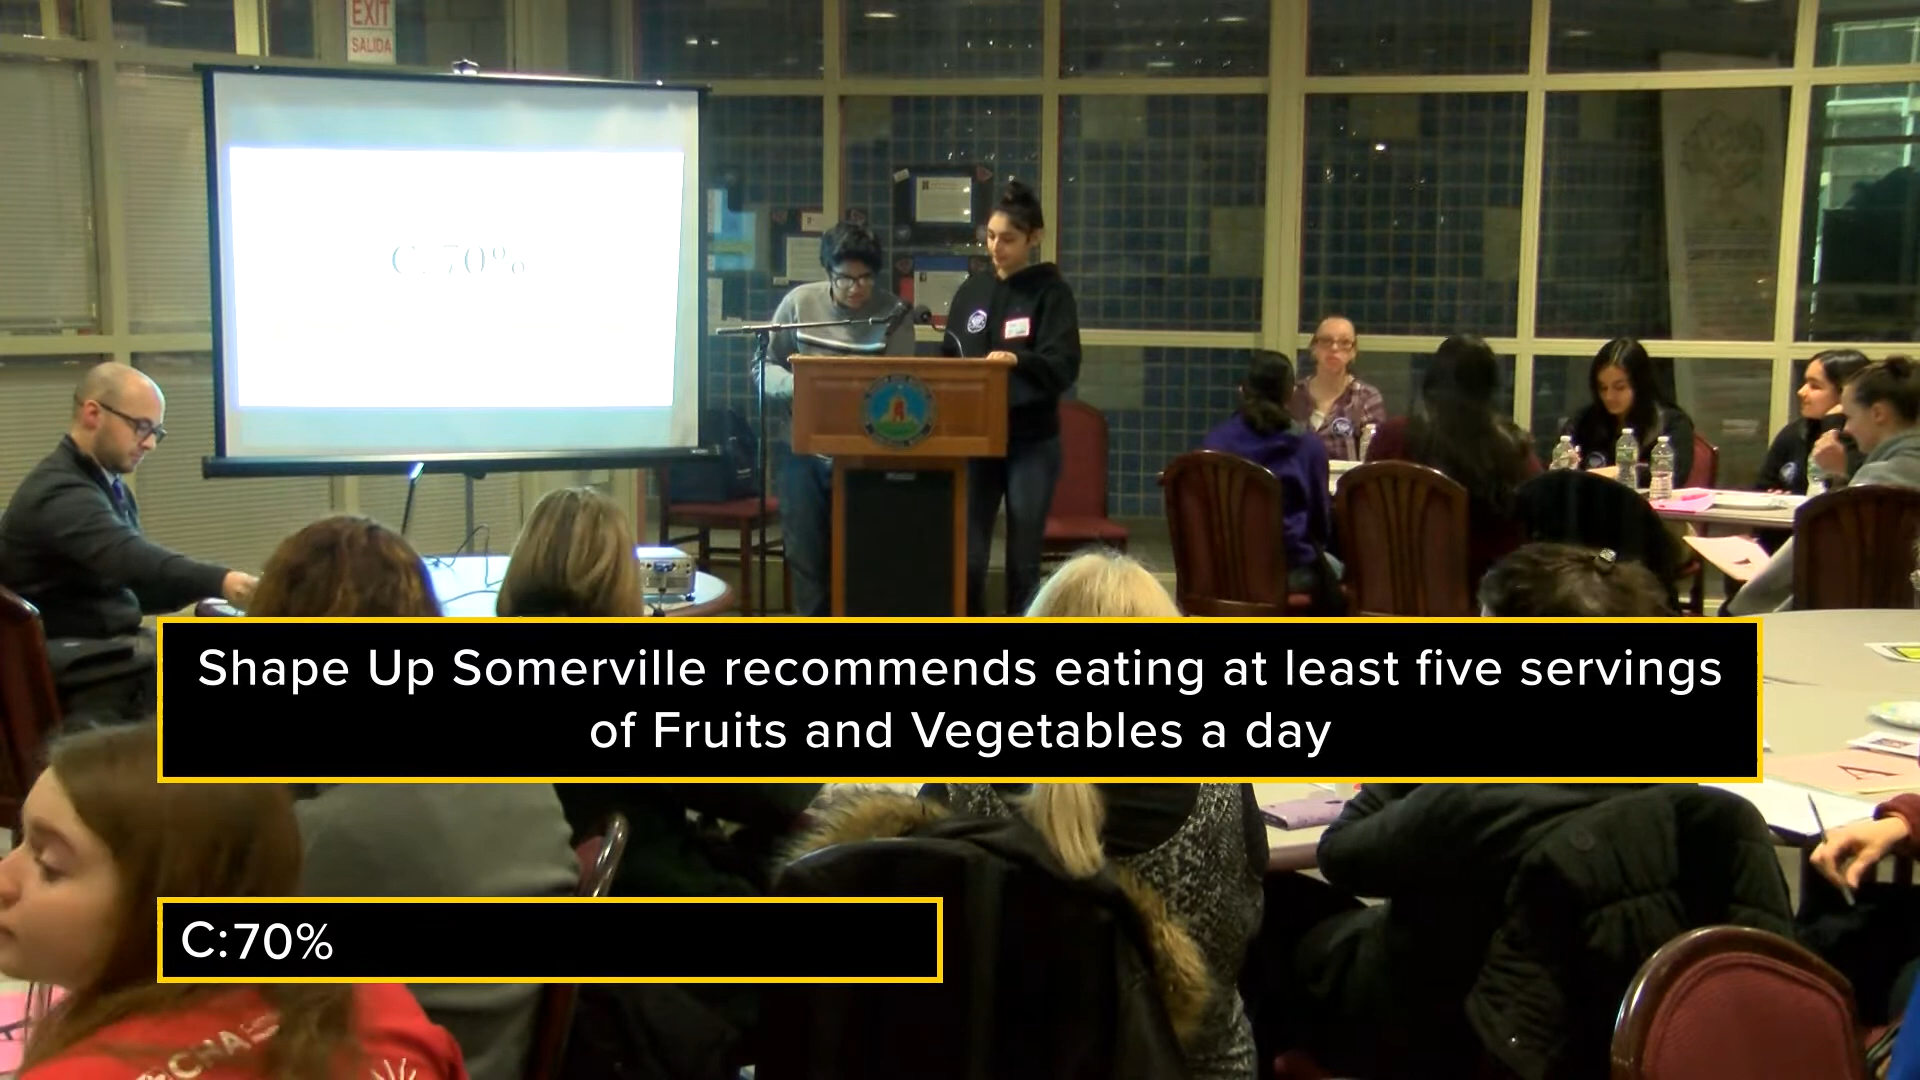 EXIT
SALIDA
C: 70%
Shape Up Somerville recommends eating at least five servings
of Fruits and Vegetables a day
C:70%
A